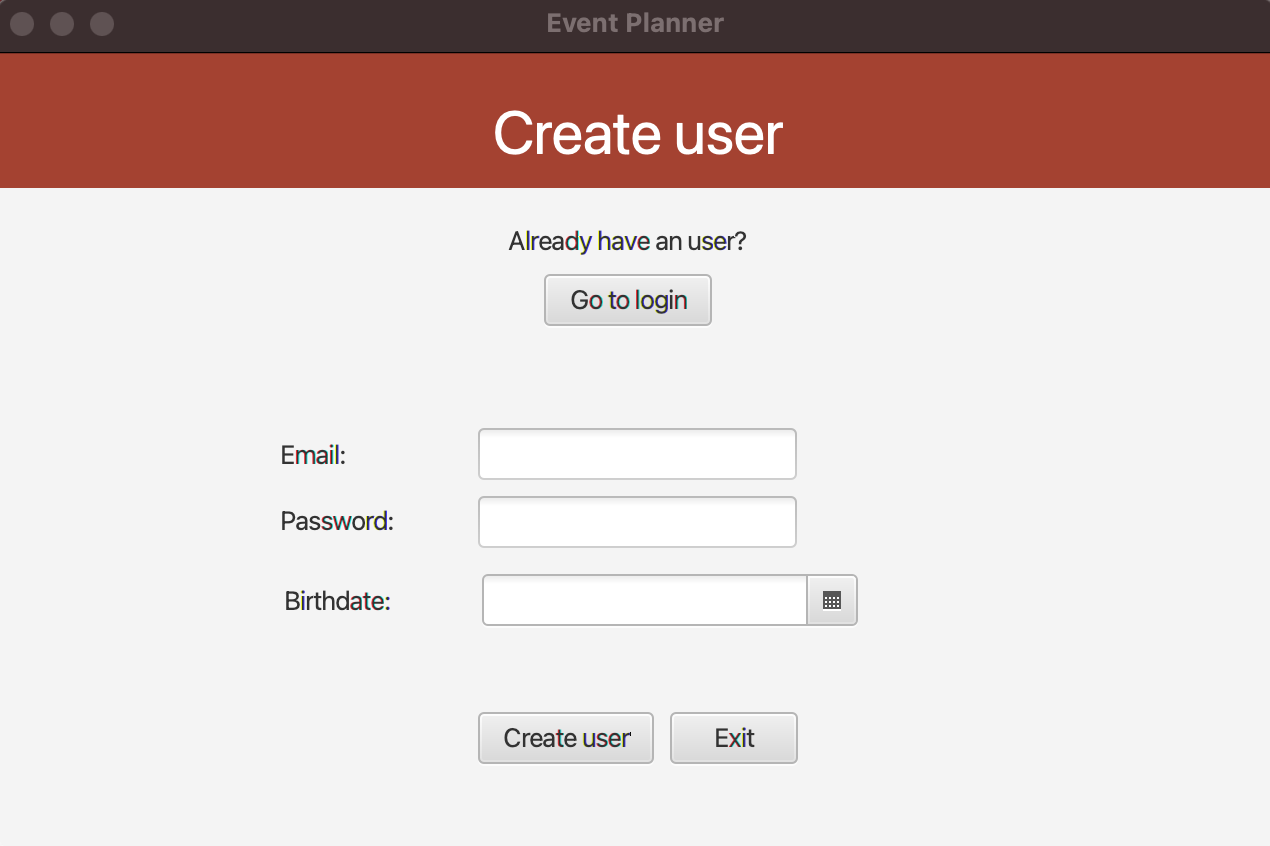 Event Planner
Create user
Already have an user?
Go to login
Email:
Password:
Birthdate:
Create user Exit